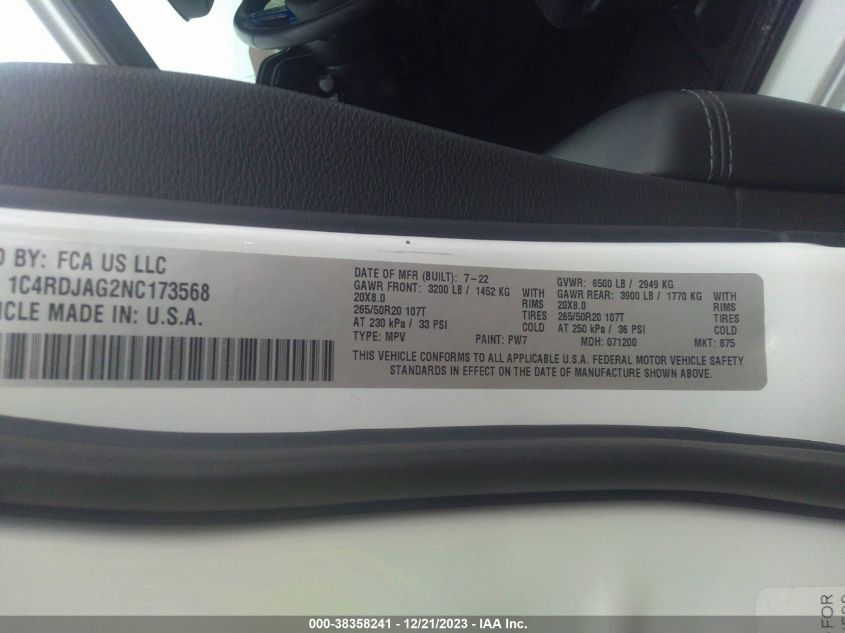 D BY: FCA US LLC
1C4RDJAG2NC173568
ICLE MADE IN: U.S.A.
DATE OF MFR (BUILT): 7-22
GAWR FRONT: 3200 LB / 1452 KG WITH
20X8.0 RIMS
265/50R20 107T TIRES
AT 230 kPa / 33 PSI COLD
TYPE: MPV PAINT: PW7
GVWR: 6500 LB / 2949 KG
GAWR REAR: 3900 LB / 1770 KG WITH
20X8.0 RIMS
265/50R20 107T TIRES
AT 250 kPa / 36 PSI COLD
MDH: 071200 MKT: 875
THIS VEHICLE CONFORMS TO ALL APPLICABLE U.S.A. FEDERAL MOTOR VEHICLE SAFETY
STANDARDS IN EFFECT ON THE DATE OF MANUFACTURE SHOWN ABOVE.
FOR
000-38358241 - 12/21/2023 - IAA Inc.